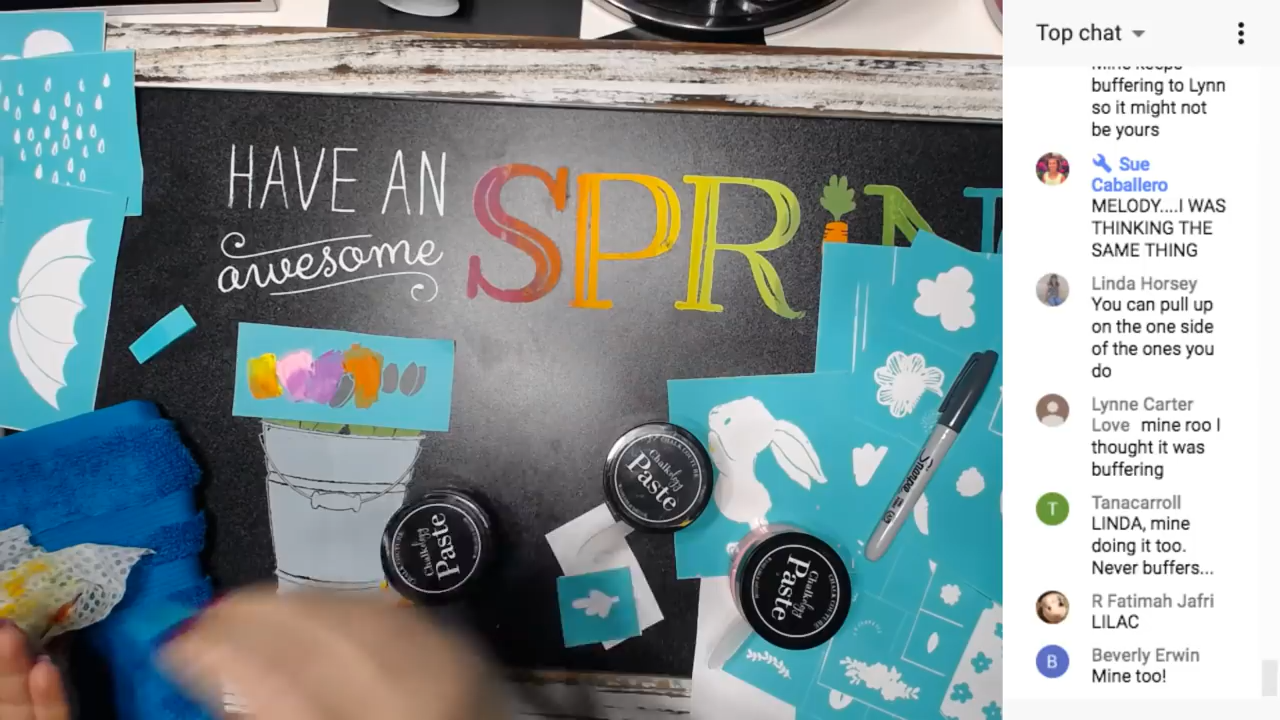 HAVE AN
awesome
SPRIN
Chalkology
Paste
Chalkology
Paste
Chalkology
Paste
Sharpie
Top chat
Mine keeps
buffering to Lynn
so it might not
be yours
Sue
Caballero
MELODY....I WAS
THINKING THE
SAME THING
Linda Horsey
You can pull up
on the one side
of the ones you
do
Lynne Carter
Love mine roo I
thought it was
buffering
T
Tanacarroll
LINDA, mine
doing it too.
Never buffers...
R Fatimah Jafri
LILAC
B
Beverly Erwin
Mine too!